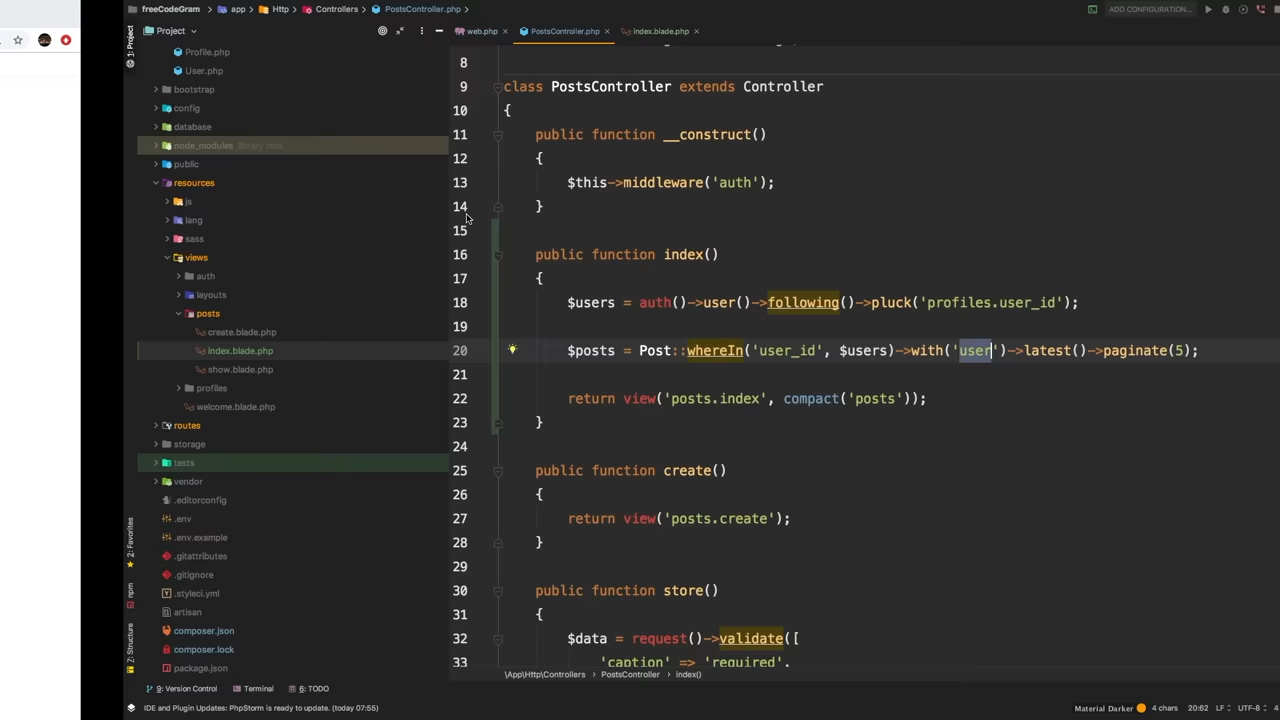 freeCodeGram
app
Http
Controllers
PostsController.php
ADD CONFIGURATION...
Project
web.php
PostsController.php
index.blade.php
1: Project
Profile.php
User.php
bootstrap
config
database
node_modules library root
public
resources
js
lang
sass
views
auth
layouts
posts
create.blade.php
index.blade.php
show.blade.php
profiles
welcome.blade.php
routes
storage
tests
vendor
.editorconfig
.env
.env.example
.gitattributes
.gitignore
.styleci.yml
artisan
composer.json
composer.lock
package.json
2: Favorites
npm
7: Structure
8
9 class PostsController extends Controller
10 {
11 public function __construct()
12 {
13 $this->middleware('auth');
14 }
15
16 public function index()
17 {
18 $users = auth()->user()->following()->pluck('profiles.user_id');
19
20 $posts = Post::whereIn('user_id', $users)->with('user')->latest()->paginate(5);
21
22 return view('posts.index', compact('posts'));
23 }
24
25 public function create()
26 {
27 return view('posts.create');
28 }
29
30 public function store()
31 {
32 $data = request()->validate([
33 'caption' => 'required',
\App\Http\Controllers
PostsController
index()
9: Version Control
Terminal
6: TODO
IDE and Plugin Updates: PhpStorm is ready to update. (today 07:55)
Material Darker
4 chars
20:62
LF
UTF-8
4